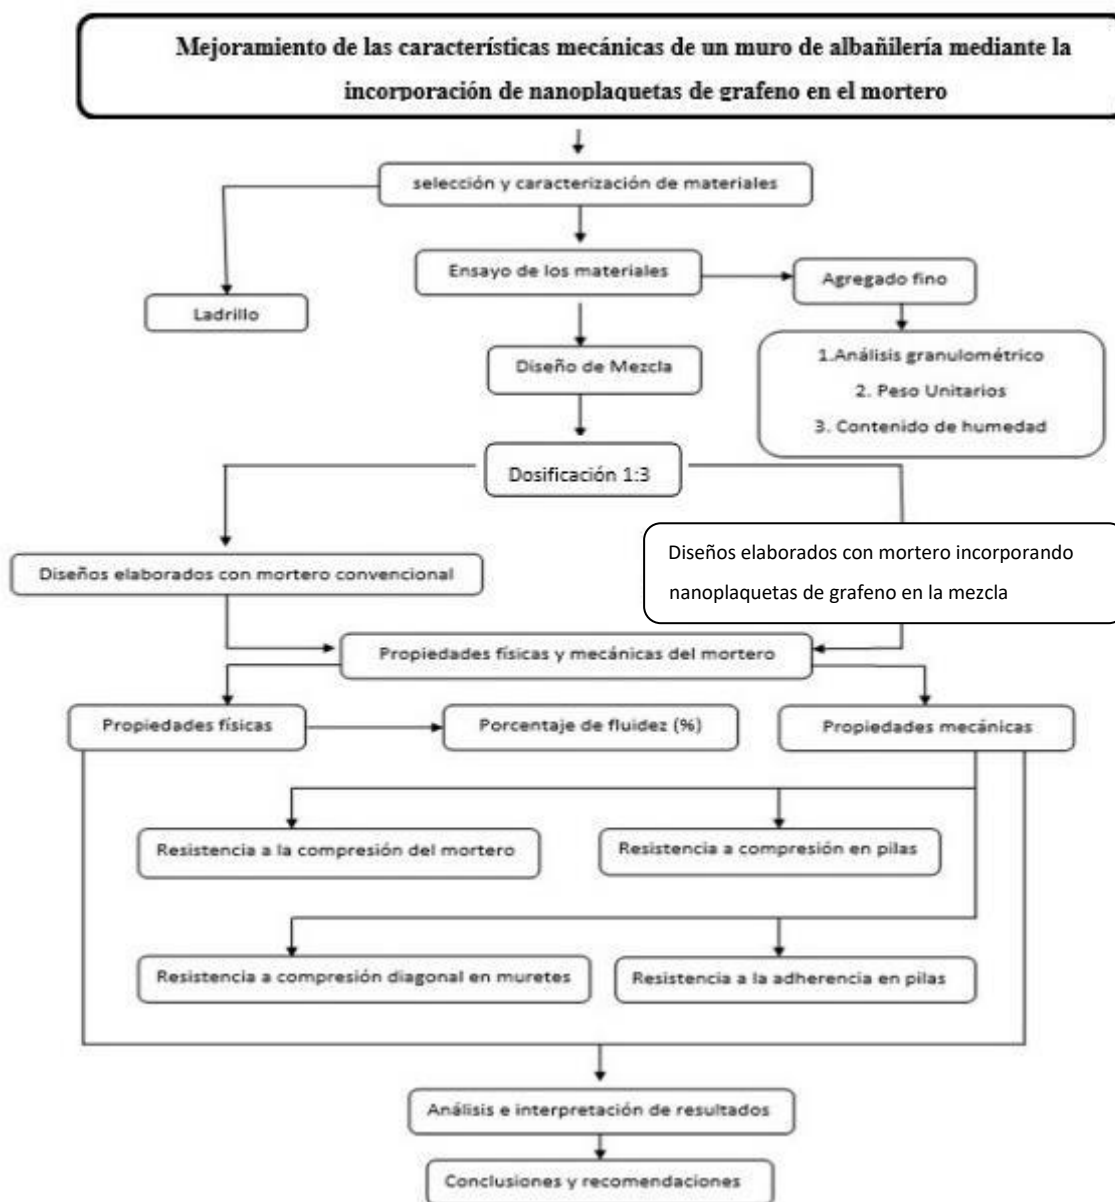 Mejoramiento de las características mecánicas de un muro de albañilería mediante la
incorporación de nanoplaquetas de grafeno en el mortero
selección y caracterización de materiales
Ensayo de los materiales
Agregado fino
Ladrillo
1.Análisis granulométrico
2. Peso Unitarios
3. Contenido de humedad
Diseño de Mezcla
Dosificación 1:3
Diseños elaborados con mortero convencional
Diseños elaborados con mortero incorporando
nanoplaquetas de grafeno en la mezcla
Propiedades físicas y mecánicas del mortero
Propiedades físicas
Porcentaje de fluidez (%)
Propiedades mecánicas
Resistencia a la compresión del mortero
Resistencia a compresión en pilas
Resistencia a compresión diagonal en muretes
Resistencia a la adherencia en pilas
Análisis e interpretación de resultados
Conclusiones y recomendaciones